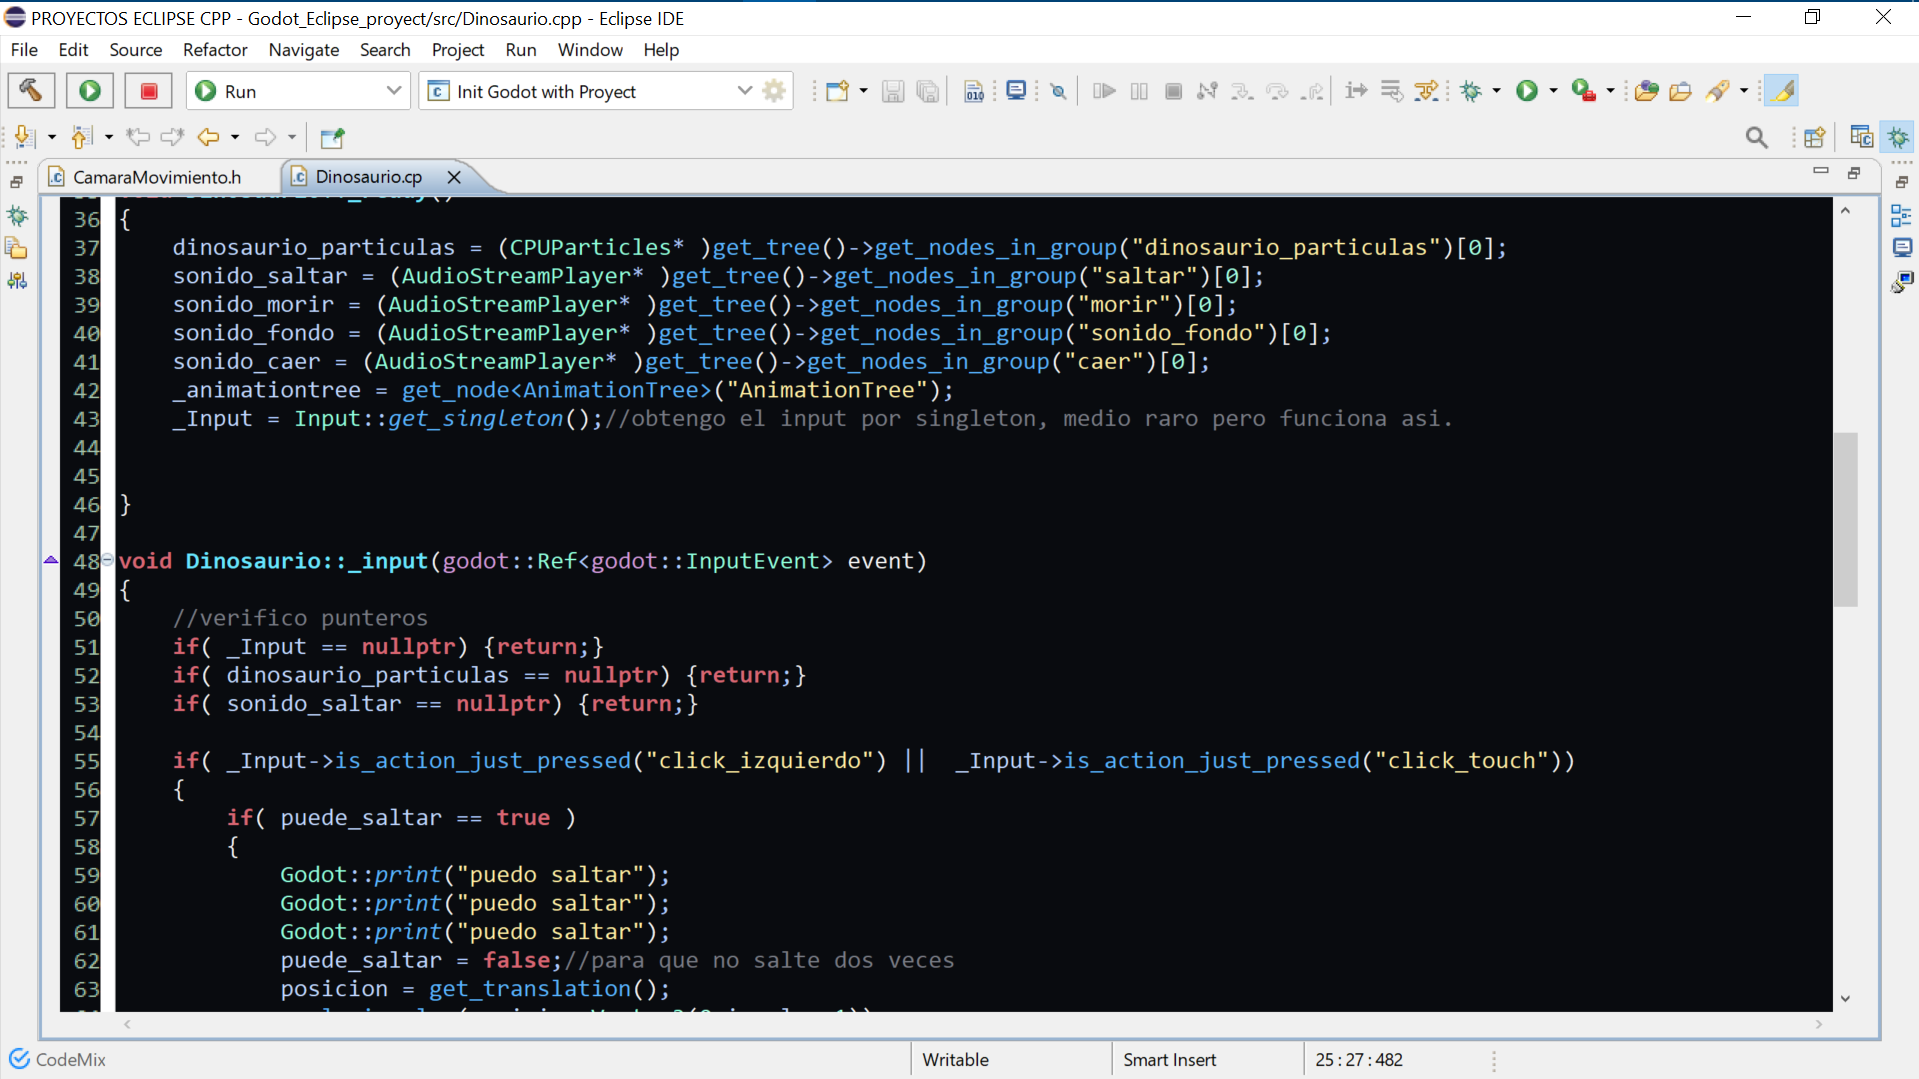 PROYECTOS ECLIPSE CPP - Godot_Eclipse_proyect/src/Dinosaurio.cpp - Eclipse IDE
File Edit Source Refactor Navigate Search Project Run Window Help
Run
Init Godot with Proyect
CamaraMovimiento.h
Dinosaurio.cp
36 {
37 dinosaurio_particulas = (CPUParticles* )get_tree()->get_nodes_in_group("dinosaurio_particulas")[0];
38 sonido_saltar = (AudioStreamPlayer* )get_tree()->get_nodes_in_group("saltar")[0];
39 sonido_morir = (AudioStreamPlayer* )get_tree()->get_nodes_in_group("morir")[0];
40 sonido_fondo = (AudioStreamPlayer* )get_tree()->get_nodes_in_group("sonido_fondo")[0];
41 sonido_caer = (AudioStreamPlayer* )get_tree()->get_nodes_in_group("caer")[0];
42 _animationtree = get_node<AnimationTree>("AnimationTree");
43 _Input = Input::get_singleton();//obtengo el input por singleton, medio raro pero funciona asi.
44
45
46 }
47
48 void Dinosaurio::_input(godot::Ref<godot::InputEvent> event)
49 {
50 //verifico punteros
51 if( _Input == nullptr) {return;}
52 if( dinosaurio_particulas == nullptr) {return;}
53 if( sonido_saltar == nullptr) {return;}
54
55 if( _Input->is_action_just_pressed("click_izquierdo") || _Input->is_action_just_pressed("click_touch"))
56 {
57 if( puede_saltar == true )
58 {
59 Godot::print("puedo saltar");
60 Godot::print("puedo saltar");
61 Godot::print("puedo saltar");
62 puede_saltar = false;//para que no salte dos veces
63 posicion = get_translation();
CodeMix
Writable
Smart Insert
25 : 27 : 482